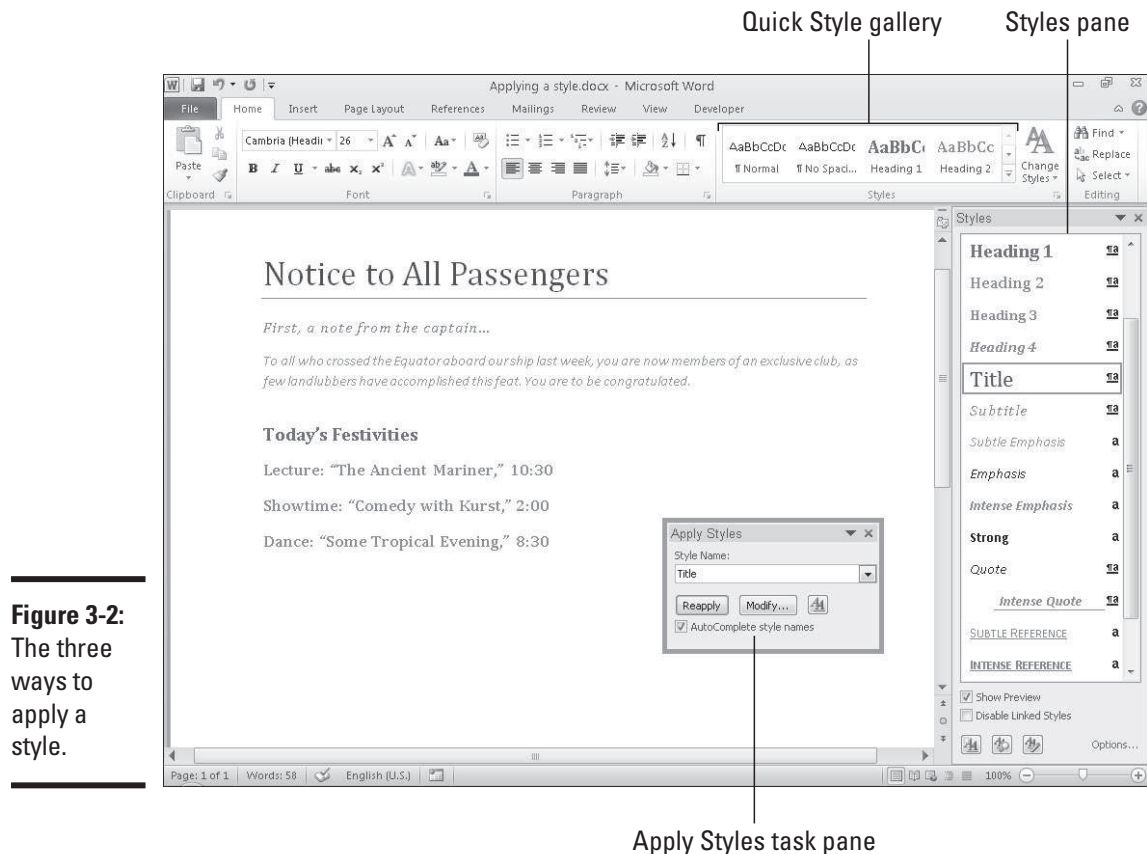 Quick Style gallery Styles pane
Applying a style.docx - Microsoft Word
File Home Insert Page Layout References Mailings Review View Developer
Cambria (Headin 26 A A Aa
Paste
B I U abc x₂ x² A ab A
AaBbCcDc AaBbCcDc AaBbC AaBbCc
¶ Normal ¶ No Spaci... Heading 1 Heading 2
Change Styles
Find
Replace
Select
Clipboard Font Paragraph Styles Editing
Styles
Heading 1 ¶a
Heading 2 ¶a
Heading 3 ¶a
Heading 4 ¶a
Title ¶a
Subtitle ¶a
Subtle Emphasis a
Emphasis a
Intense Emphasis a
Strong a
Quote ¶a
Intense Quote ¶a
SUBTLE REFERENCE a
INTENSE REFERENCE a
Show Preview
Disable Linked Styles
Options...
Notice to All Passengers
First, a note from the captain...
To all who crossed the Equator aboard our ship last week, you are now members of an exclusive club, as
few landlubbers have accomplished this feat. You are to be congratulated.
Today's Festivities
Lecture: "The Ancient Mariner," 10:30
Showtime: "Comedy with Kurst," 2:00
Dance: "Some Tropical Evening," 8:30
Apply Styles
Style Name:
Title
Reapply Modify...
AutoComplete style names
Page: 1 of 1 Words: 58 English (U.S.) 100%
Apply Styles task pane
Figure 3-2:
The three
ways to
apply a
style.